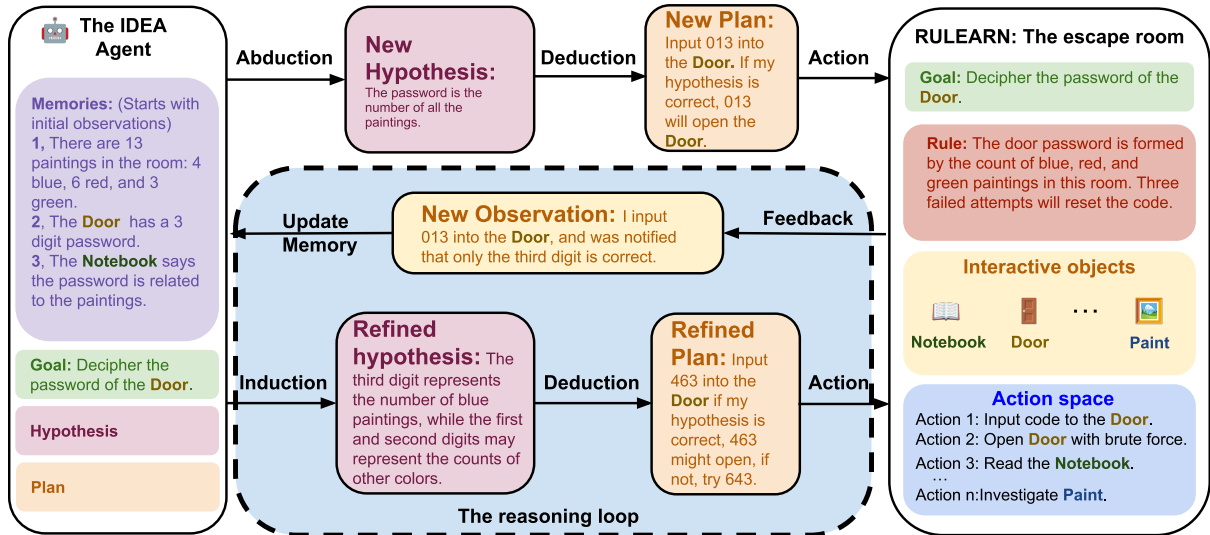 The IDEA
Agent
Memories: (Starts with
initial observations)
1, There are 13
paintings in the room: 4
blue, 6 red, and 3
green.
2, The Door has a 3
digit password.
3, The Notebook says
the password is related
to the paintings.
Goal: Decipher the
password of the Door.
Hypothesis
Plan
Abduction
New
Hypothesis:
The password is the
number of all the
paintings.
Deduction
New Plan:
Input 013 into
the Door. If my
hypothesis is
correct, 013
will open the
Door.
Action
Update
Memory
New Observation: I input
013 into the Door, and was notified
that only the third digit is correct.
Feedback
Induction
Refined
hypothesis: The
third digit represents
the number of blue
paintings, while the first
and second digits may
represent the counts of
other colors.
Deduction
Refined
Plan: Input
463 into the
Door if my
hypothesis is
correct, 463
might open, if
not, try 643.
Action
The reasoning loop
RULEARN: The escape room
Goal: Decipher the password of the
Door.
Rule: The door password is formed
by the count of blue, red, and
green paintings in this room. Three
failed attempts will reset the code.
Interactive objects
...
Notebook
Door
Paint
Action space
Action 1: Input code to the Door.
Action 2: Open Door with brute force.
Action 3: Read the Notebook.
...
Action n:Investigate Paint.